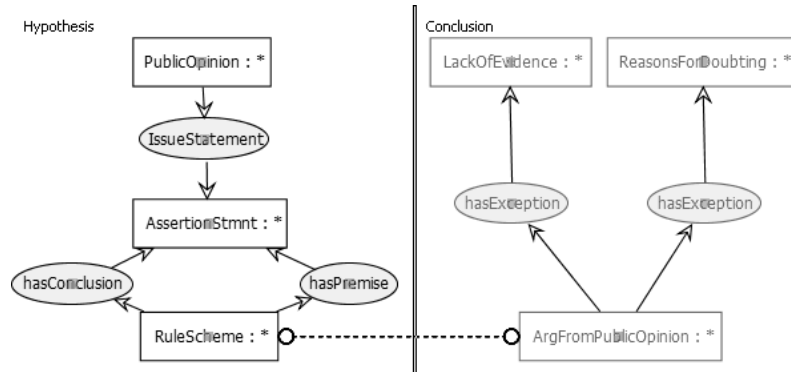 Hypothesis
Conclusion
PublicOpinion : *
LackOfEvidence : *
ReasonsForDoubting : *
IssueStatement
hasException
hasException
AssertionStmnt : *
hasConclusion
hasPremise
RuleScheme : *
ArgFromPublicOpinion : *